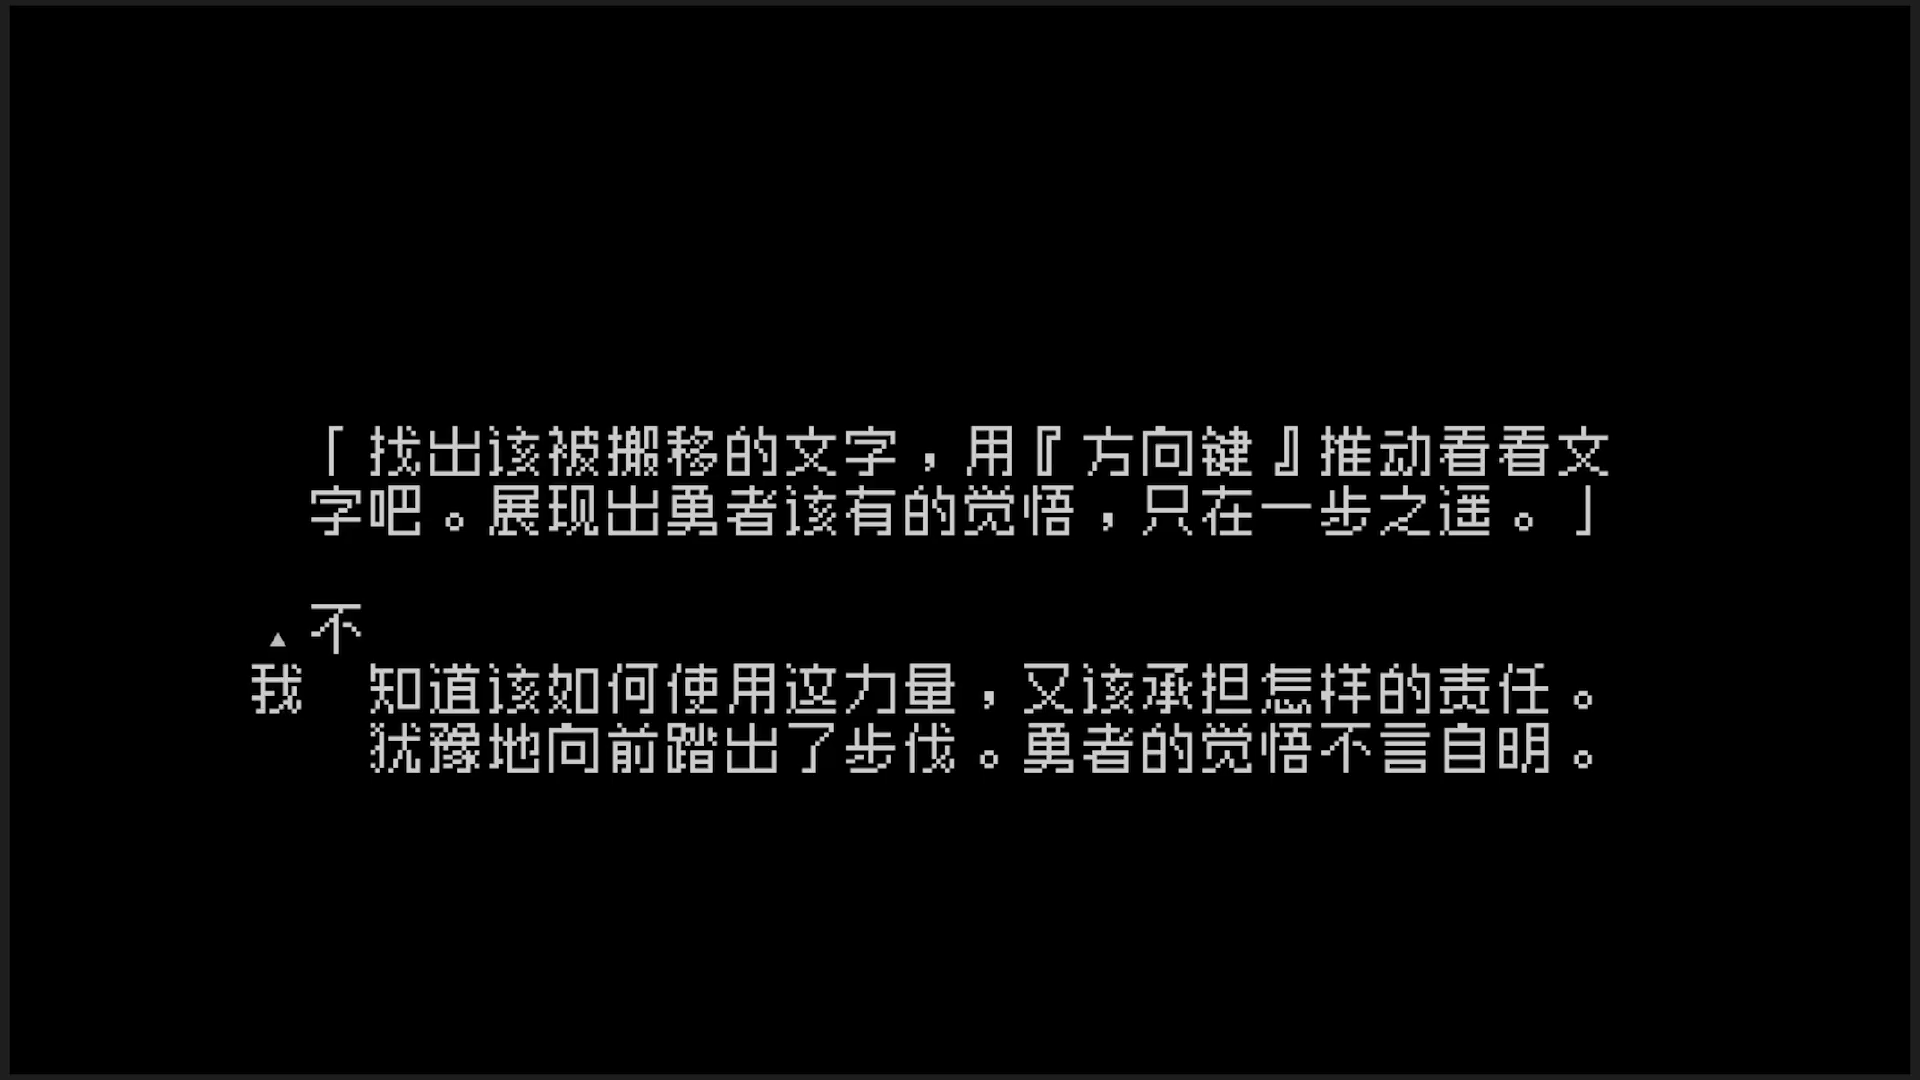 「找出该被搬移的文字，用『方向键』推动看看文
字吧。展现出勇者该有的觉悟，只在一步之遥。」
▲不
我 知道该如何使用这力量，又该承担怎样的责任。
犹豫地向前踏出了步伐。勇者的觉悟不言自明。